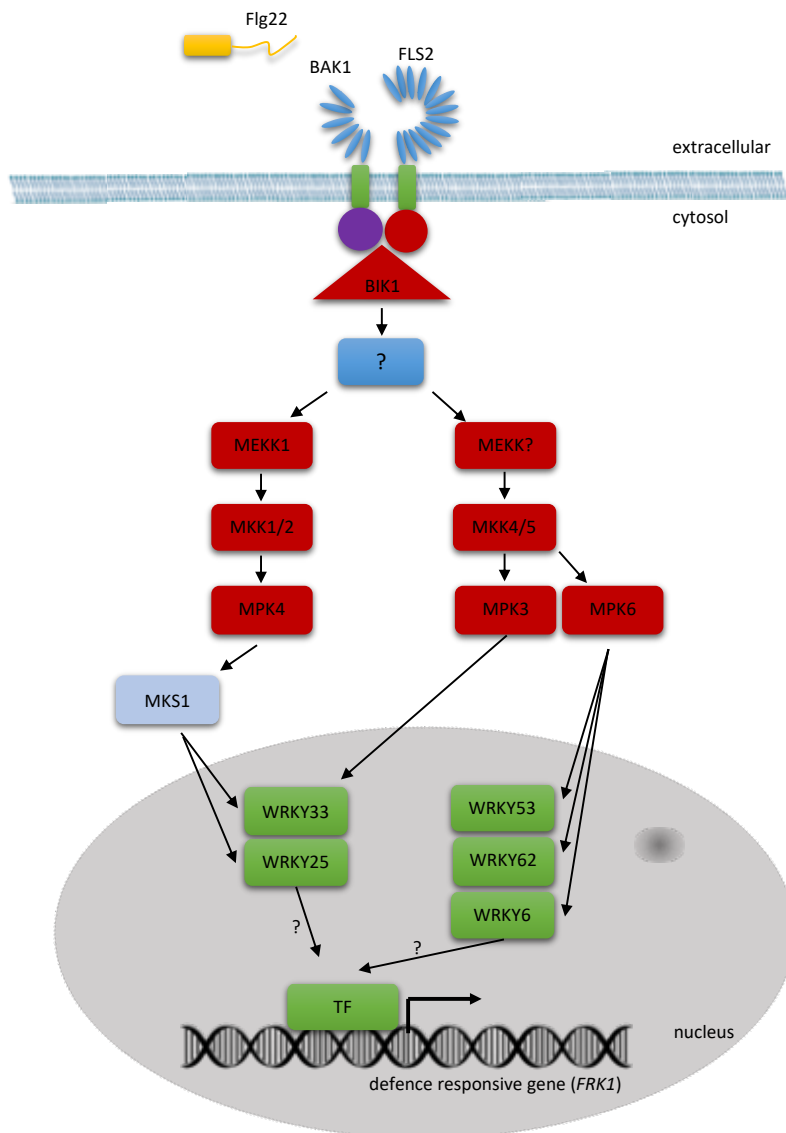 Flg22
BAK1
FLS2
extracellular
cytosol
BIK1
?
MEKK1
MEKK?
MKK1/2
MKK4/5
MPK4
MPK3
MPK6
MKS1
WRKY33
WRKY53
WRKY25
WRKY62
WRKY6
?
?
TF
nucleus
defence responsive gene (FRK1)